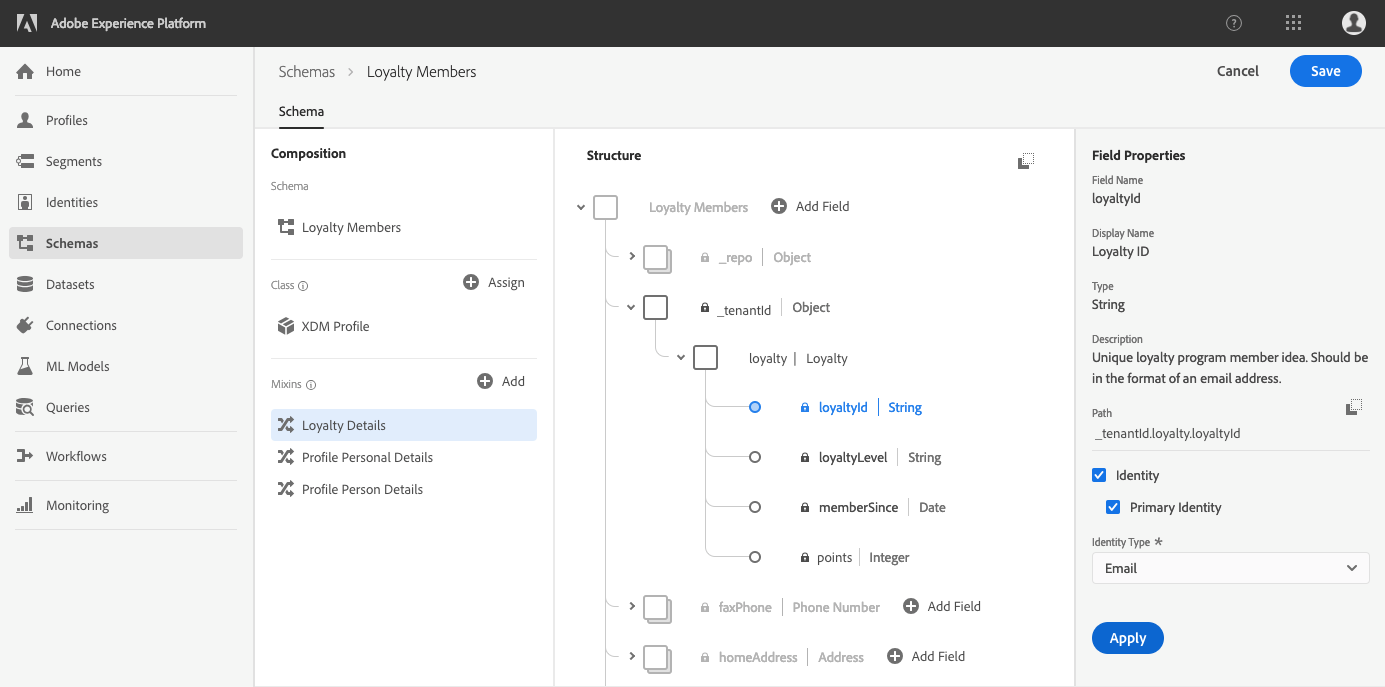 Adobe Experience Platform
?
Home
Profiles
Segments
Identities
Schemas
Datasets
Connections
ML Models
Queries
Workflows
Monitoring
Schemas > Loyalty Members
Cancel
Save
Schema
Composition
Schema
Loyalty Members
Class
Assign
XDM Profile
Mixins
Add
Loyalty Details
Profile Personal Details
Profile Person Details
Structure
Loyalty Members Add Field
_repo | Object
_tenantId | Object
loyalty | Loyalty
loyaltyId | String
loyaltyLevel | String
memberSince | Date
points | Integer
faxPhone | Phone Number Add Field
homeAddress | Address Add Field
Field Properties
Field Name
loyaltyId
Display Name
Loyalty ID
Type
String
Description
Unique loyalty program member idea. Should be
in the format of an email address.
Path
_tenantId.loyalty.loyaltyId
Identity
Primary Identity
Identity Type *
Email
Apply